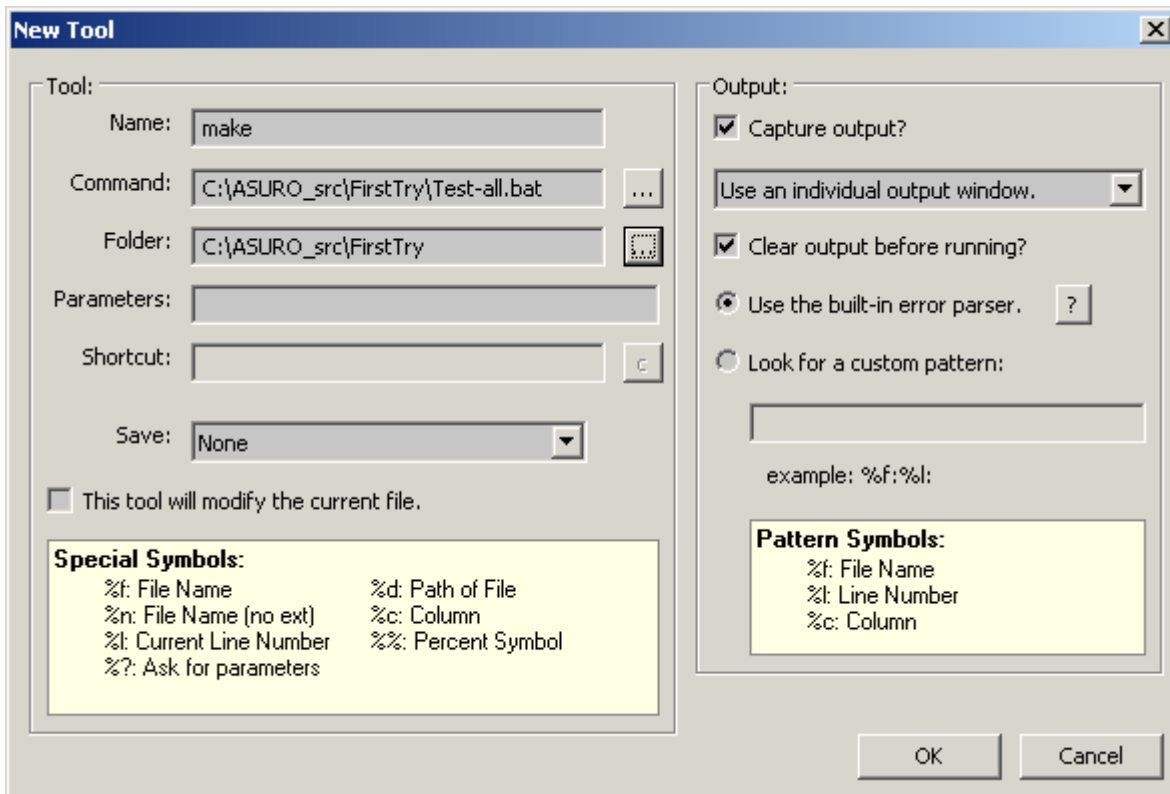 New Tool
Tool:
Name: make
Command: C:\ASURO_src\FirstTry\Test-all.bat ...
Folder: C:\ASURO_src\FirstTry ...
Parameters:
Shortcut: c
Save: None
This tool will modify the current file.
Special Symbols:
%f: File Name %d: Path of File
%n: File Name (no ext) %c: Column
%l: Current Line Number %%: Percent Symbol
%?: Ask for parameters
Output:
Capture output?
Use an individual output window.
Clear output before running?
Use the built-in error parser. ?
Look for a custom pattern:
example: %f:%l:
Pattern Symbols:
%f: File Name
%l: Line Number
%c: Column
OK Cancel